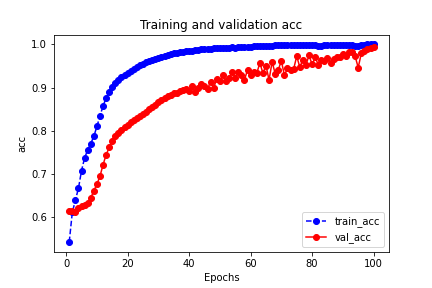 Training and validation acc
1.0
0.9
0.8
0.7
0.6
acc
0 20 40 60 80 100
Epochs
train_acc
val_acc